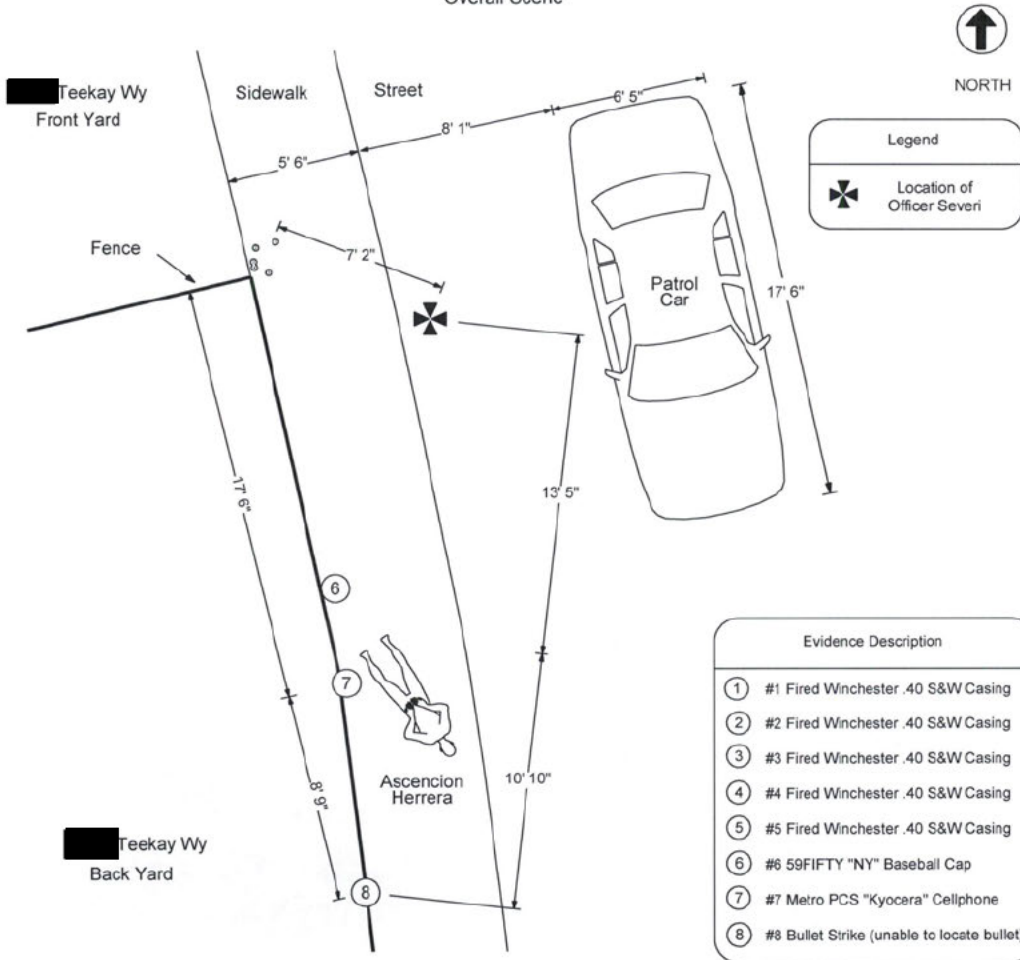 Overall Scene
NORTH
Teekay Wy
Front Yard
Sidewalk
Street
6' 5"
8' 1"
5' 6"
Legend
Location of
Officer Severi
Fence
7' 2"
Patrol
Car
17' 6"
17' 6"
13' 5"
6
7
Ascencion
Herrera
10' 10"
8' 9"
Teekay Wy
Back Yard
8
Evidence Description
1 #1 Fired Winchester .40 S&W Casing
2 #2 Fired Winchester .40 S&W Casing
3 #3 Fired Winchester .40 S&W Casing
4 #4 Fired Winchester .40 S&W Casing
5 #5 Fired Winchester .40 S&W Casing
6 #6 59FIFTY "NY" Baseball Cap
7 #7 Metro PCS "Kyocera" Cellphone
8 #8 Bullet Strike (unable to locate bullet